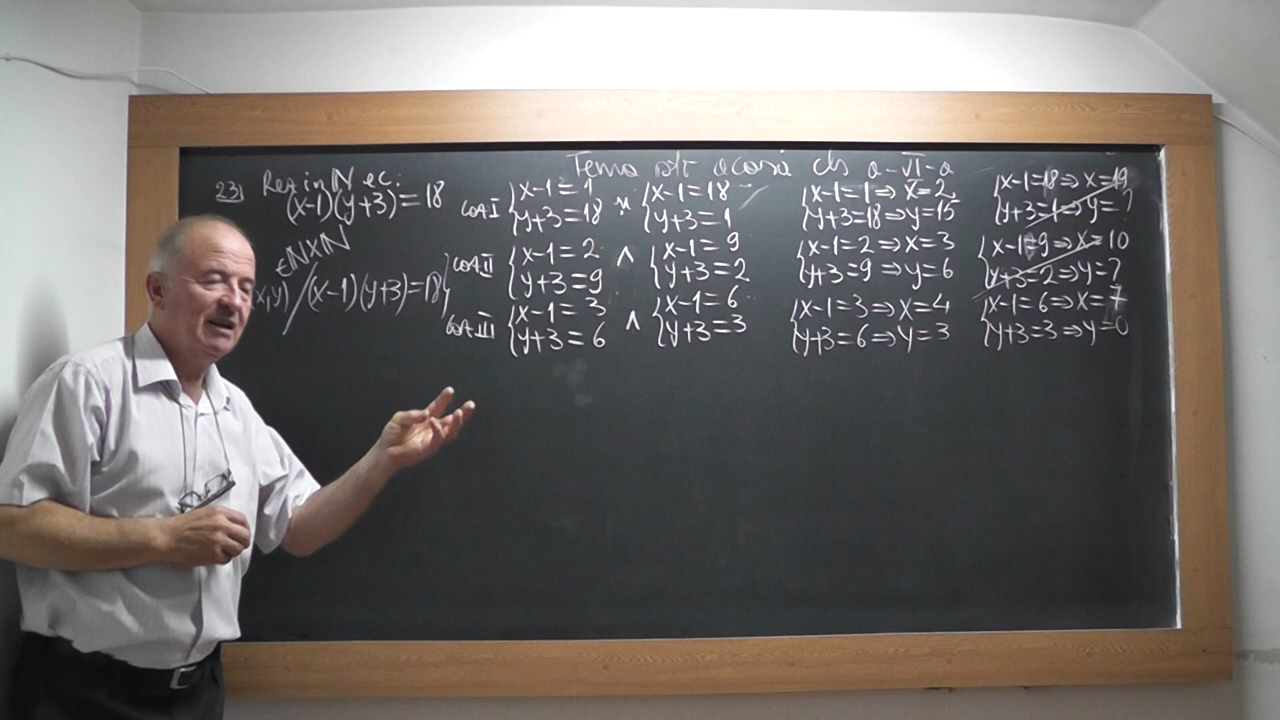 Tema pt. acasă cls a-VI-a
23) Rez in ℕ ec:
(x-1)(y+3)=18
∈ℕ×ℕ
x,y) / (x-1)(y+3)=18}
Caz I {x-1=1
{y+3=18
{x-1=18
{y+3=1
Caz II {x-1=2
{y+3=9
∧ {x-1=9
{y+3=2
Caz III {x-1=3
{y+3=6
∧ {x-1=6
{y+3=3
{x-1=1⇒x=2
{y+3=18⇒y=15
{x-1=2⇒x=3
{y+3=9⇒y=6
{x-1=3⇒x=4
{y+3=6⇒y=3
{x-1=18⇒x=19
{y+3=1⇒y=?
{x-1=9⇒x=10
{y+3=2⇒y=?
{x-1=6⇒x=7
{y+3=3⇒y=0